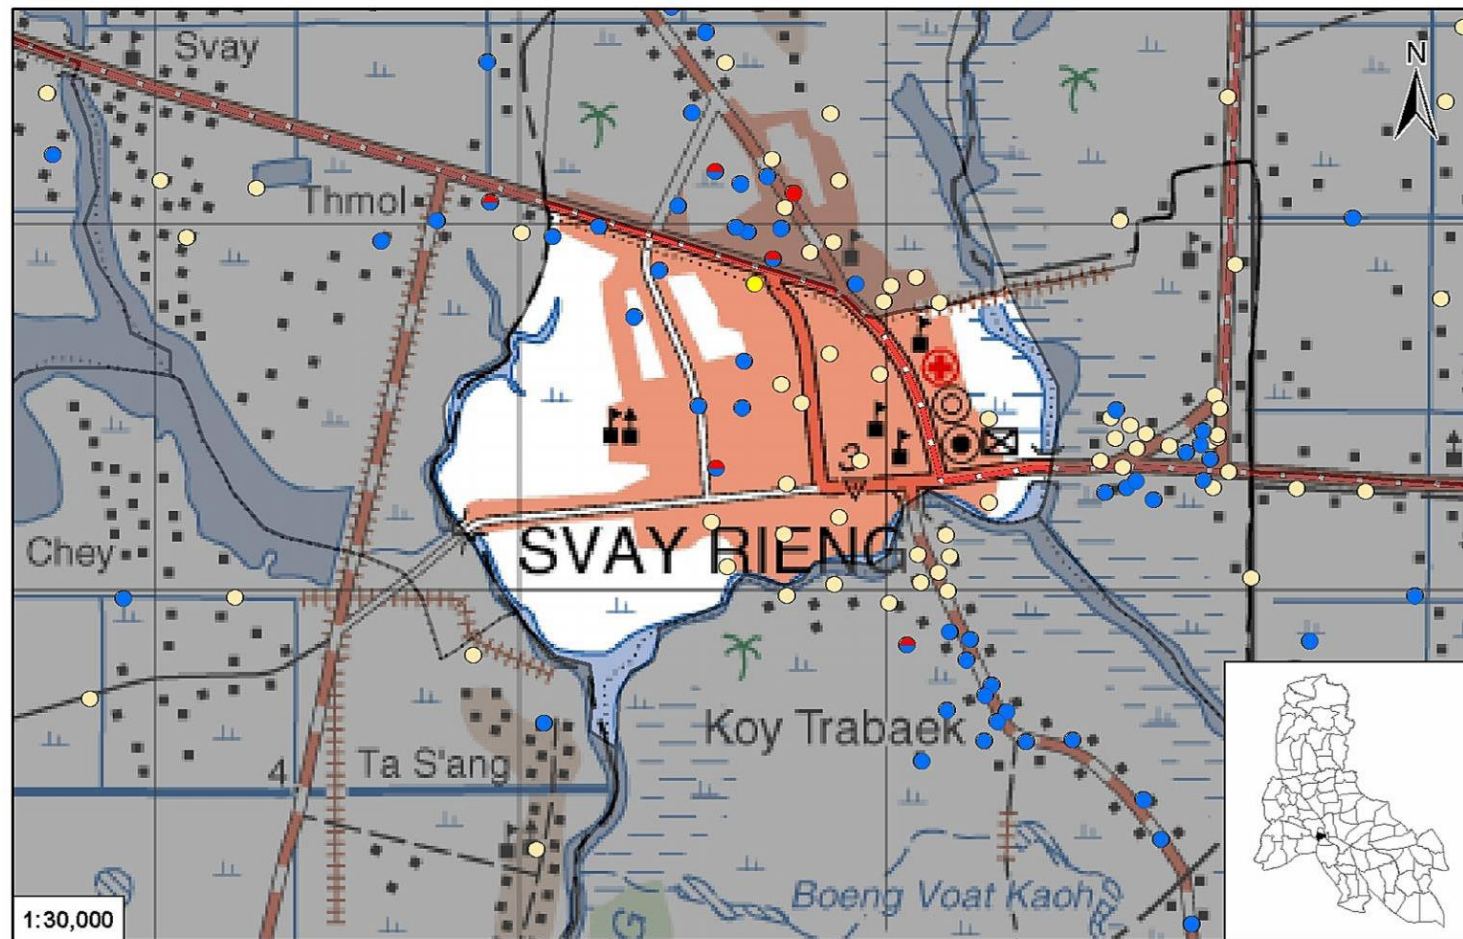 Svay
N
Thmol
3
SVAY RIENG
Chey
Koy Trabaek
4
Ta S'ang
Boeng Voat Kaoh
G
1:30,000